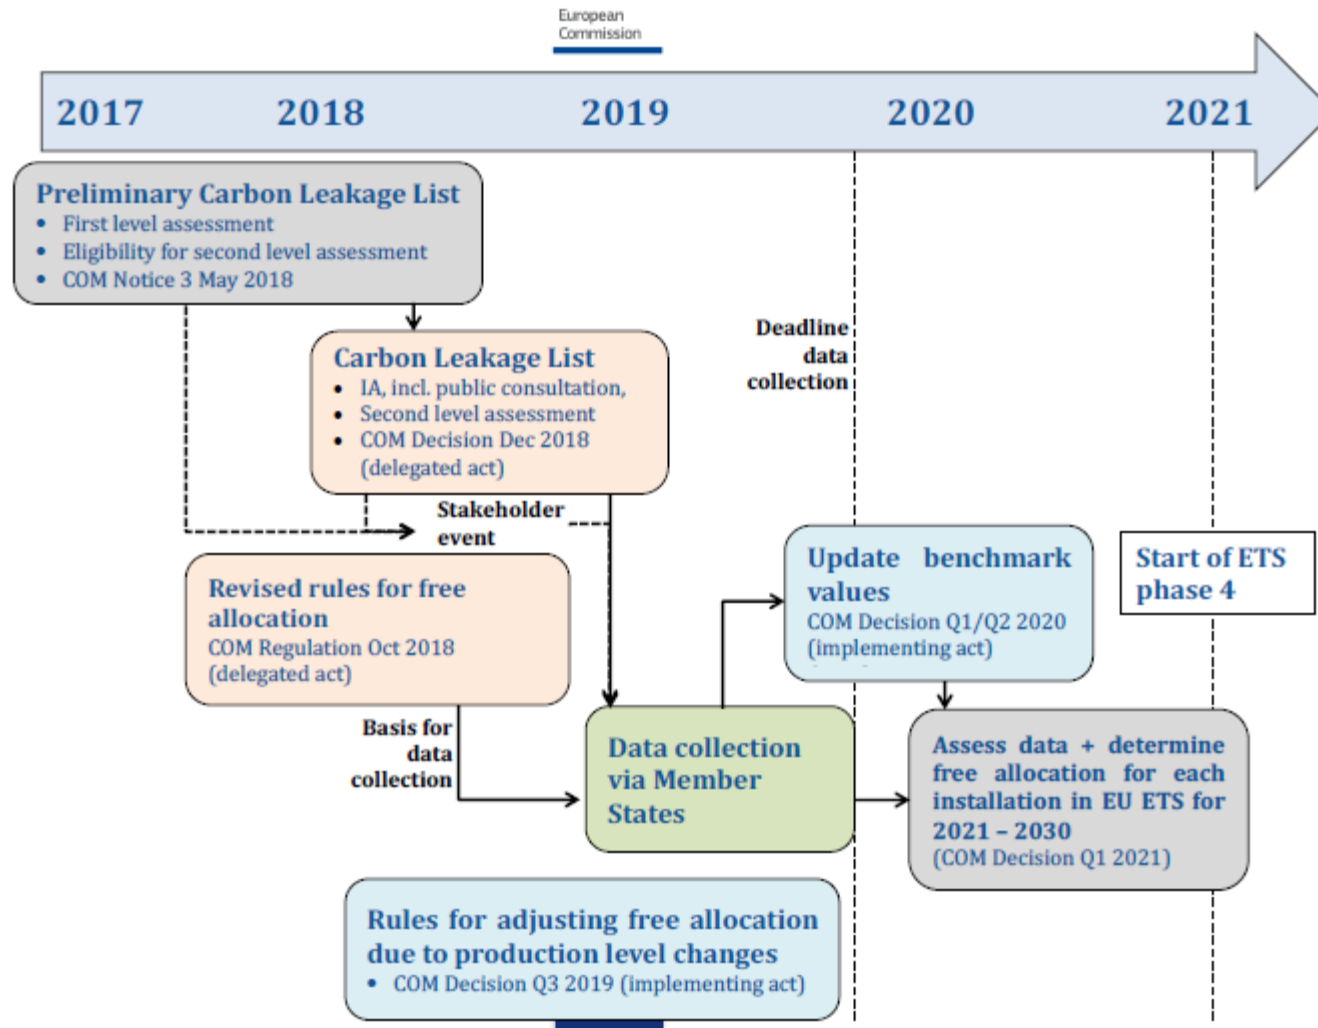 European
Commission
2017 2018 2019 2020 2021
Preliminary Carbon Leakage List
• First level assessment
• Eligibility for second level assessment
• COM Notice 3 May 2018
Deadline
data
collection
Carbon Leakage List
• IA, incl. public consultation,
• Second level assessment
• COM Decision Dec 2018
(delegated act)
Stakeholder
event
Revised rules for free
allocation
COM Regulation Oct 2018
(delegated act)
Update benchmark
values
COM Decision Q1/Q2 2020
(implementing act)
Start of ETS
phase 4
Basis for
data
collection
Data collection
via Member
States
Assess data + determine
free allocation for each
installation in EU ETS for
2021 – 2030
(COM Decision Q1 2021)
Rules for adjusting free allocation
due to production level changes
• COM Decision Q3 2019 (implementing act)